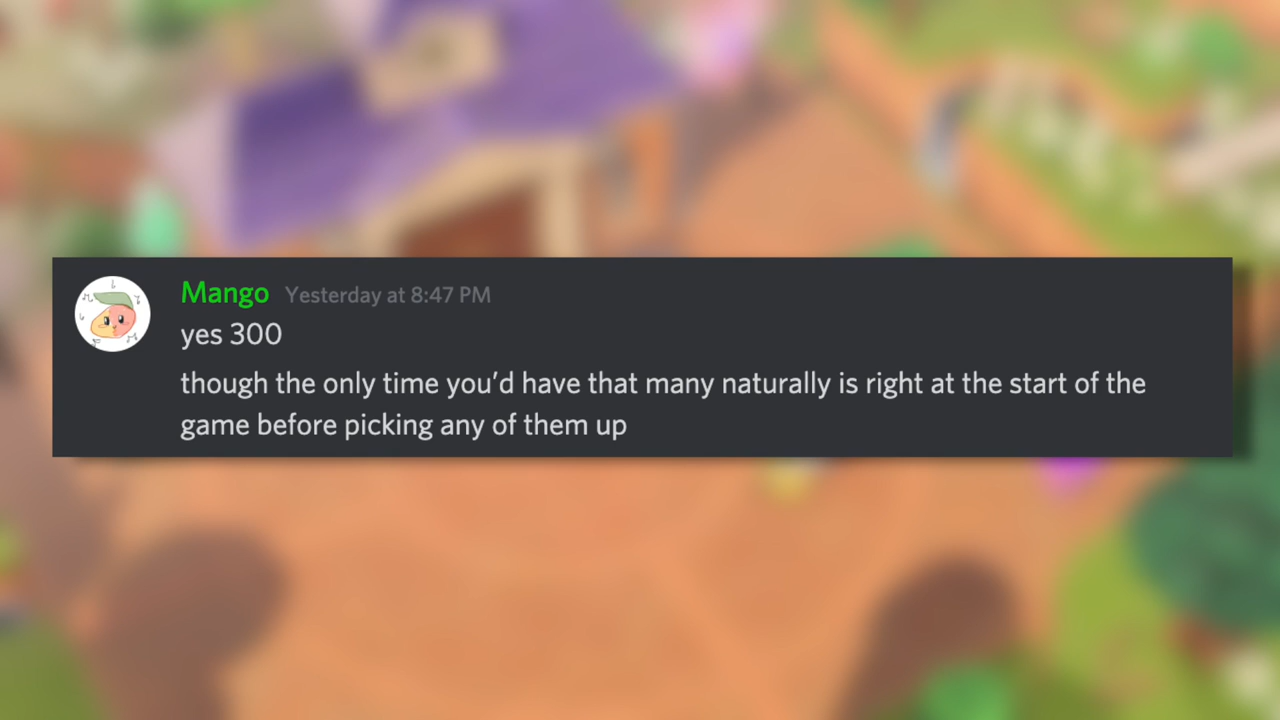 Mango Yesterday at 8:47 PM
yes 300
though the only time you’d have that many naturally is right at the start of the
game before picking any of them up